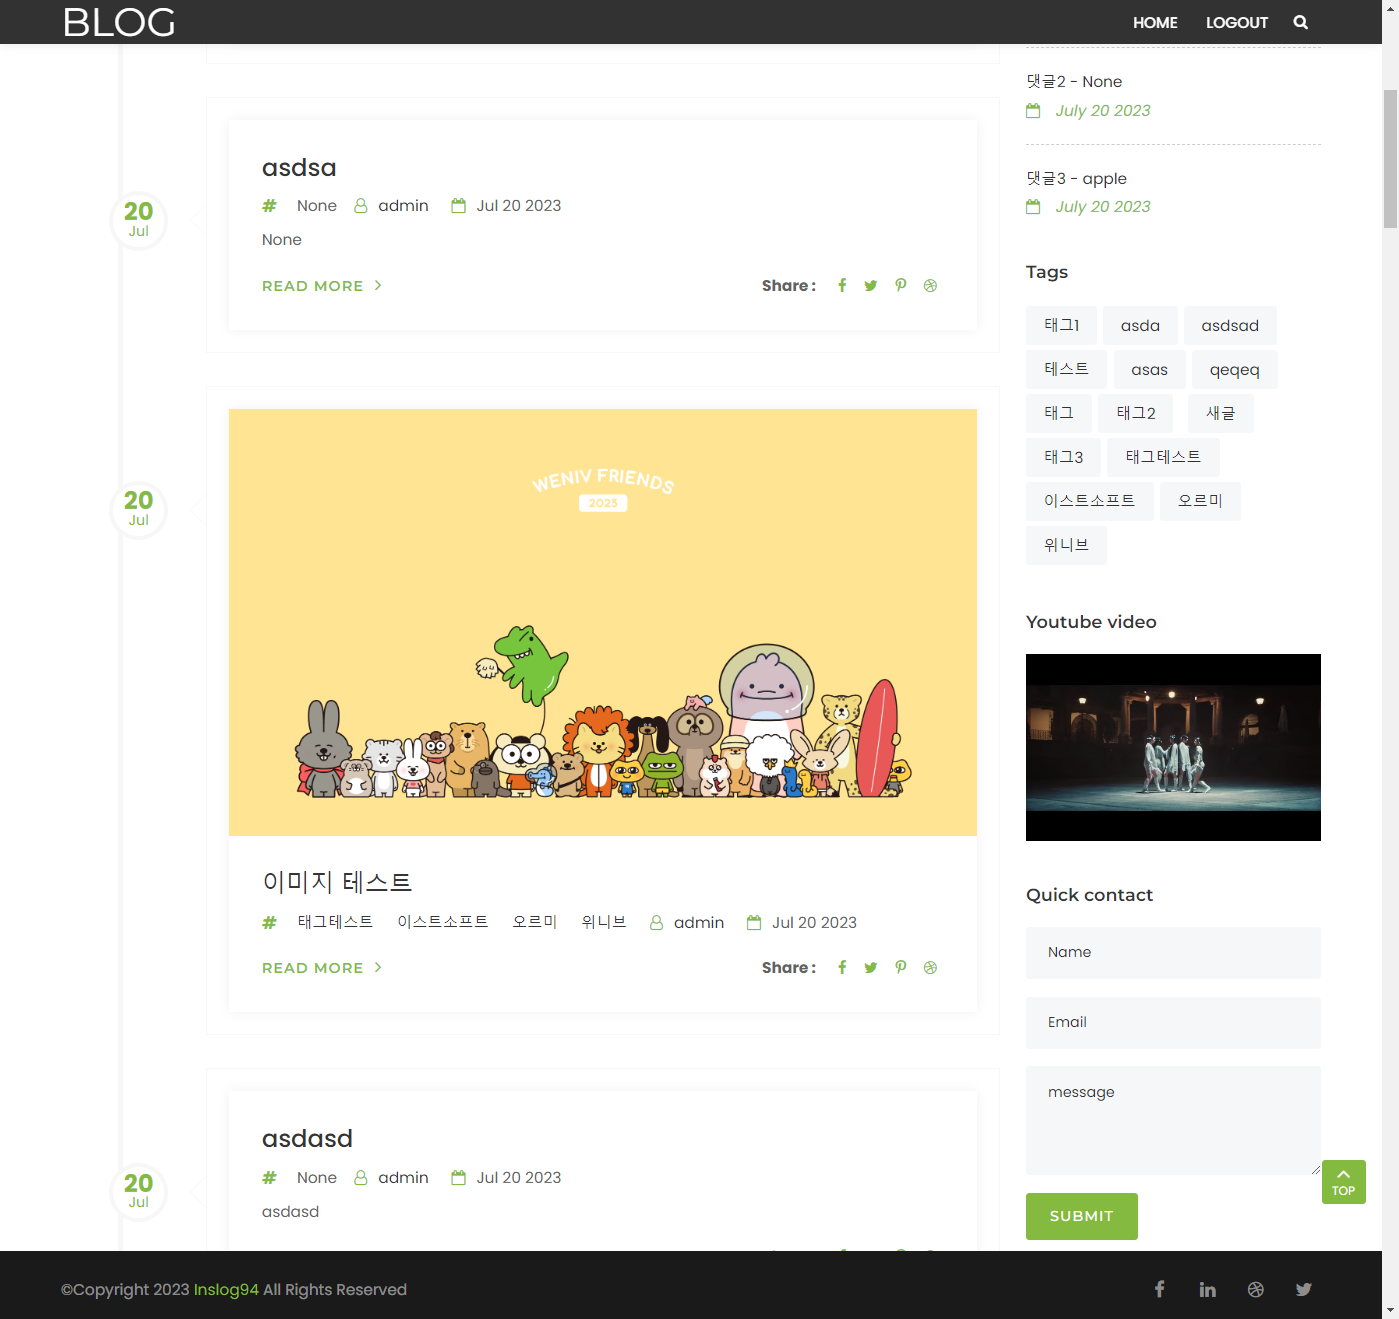 BLOG
HOME LOGOUT
asdsa
20
Jul
# None admin Jul 20 2023
None
READ MORE
Share :
WENIV FRIENDS
2023
20
Jul
이미지 테스트
# 태그테스트 이스트소프트 오르미 위니브 admin Jul 20 2023
READ MORE
Share :
asdasd
20
Jul
# None admin Jul 20 2023
asdasd
댓글2 - None
July 20 2023
댓글3 - apple
July 20 2023
Tags
태그1 asda asdsad
테스트 asas qeqeq
태그 태그2 새글
태그3 태그테스트
이스트소프트 오르미
위니브
Youtube video
Quick contact
Name
Email
message
TOP
SUBMIT
©Copyright 2023 Inslog94 All Rights Reserved